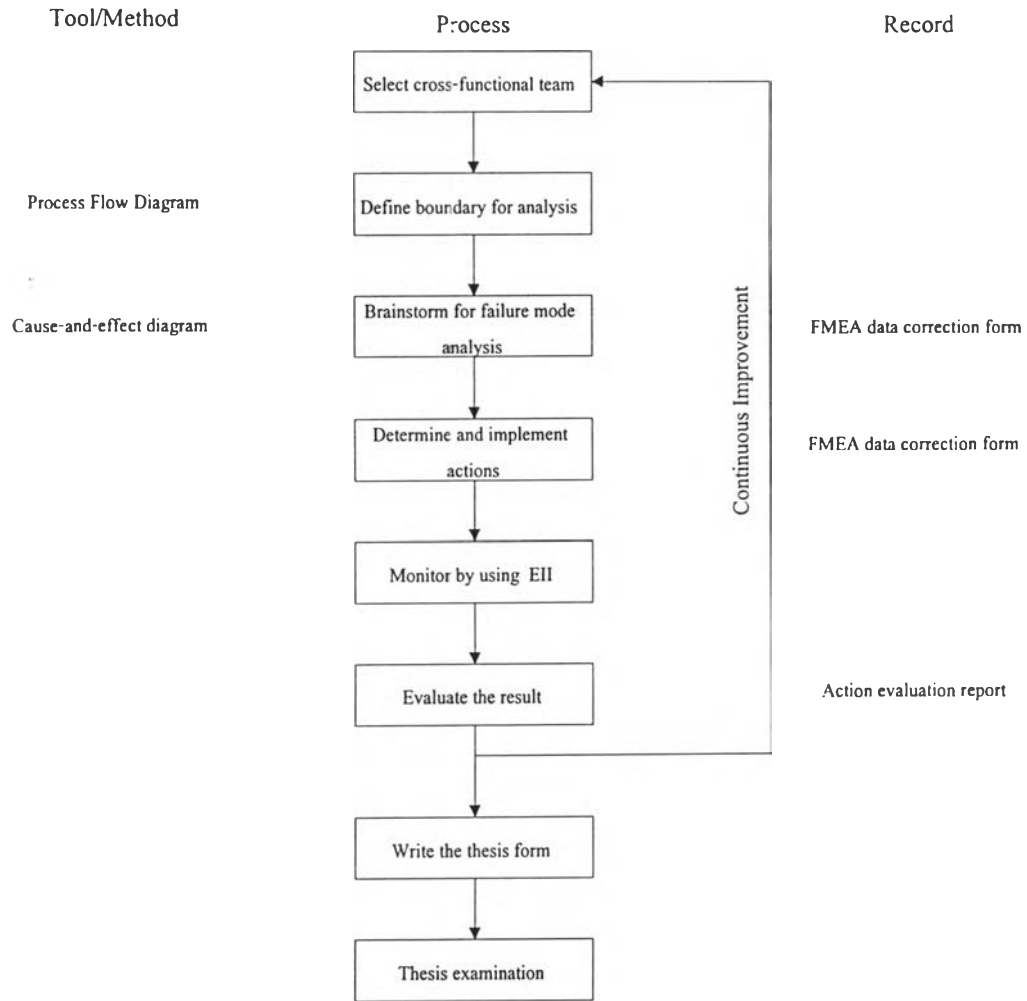 Tool/Method
Process
Record
Select cross-functional team
Process Flow Diagram
Define boundary for analysis
Cause-and-effect diagram
Brainstorm for failure mode
analysis
FMEA data correction form
Determine and implement
actions
FMEA data correction form
Continuous Improvement
Monitor by using EII
Evaluate the result
Action evaluation report
Write the thesis form
Thesis examination